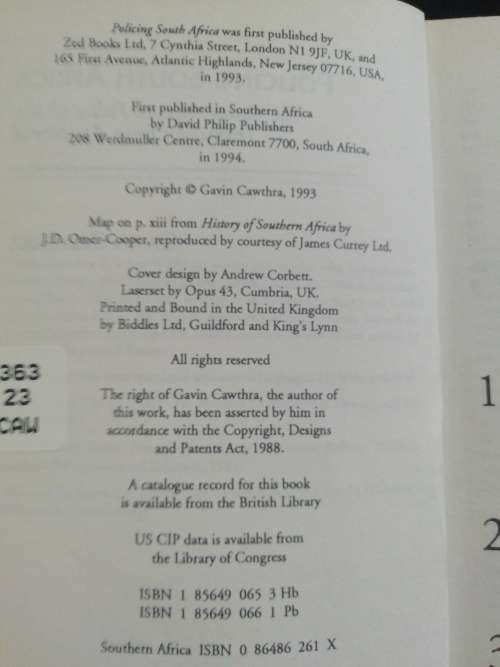 Policing South Africa was first published by
Zed Books Ltd, 7 Cynthia Street, London N1 9JF, UK, and
165 First Avenue, Atlantic Highlands, New Jersey 07716, USA,
in 1993.
First published in Southern Africa
by David Philip Publishers
208 Werdmuller Centre, Claremont 7700, South Africa,
in 1994.
Copyright © Gavin Cawthra, 1993
Map on p. xiii from History of Southern Africa by
J.D. Omer-Cooper, reproduced by courtesy of James Currey Ltd.
Cover design by Andrew Corbett.
Laserset by Opus 43, Cumbria, UK.
Printed and Bound in the United Kingdom
by Biddles Ltd, Guildford and King's Lynn
All rights reserved
363
23
CAW
The right of Gavin Cawthra, the author of
this work, has been asserted by him in
accordance with the Copyright, Designs
and Patents Act, 1988.
A catalogue record for this book
is available from the British Library
US CIP data is available from
the Library of Congress
ISBN 1 85649 065 3 Hb
ISBN 1 85649 066 1 Pb
Southern Africa ISBN 0 86486 261 X
1
2